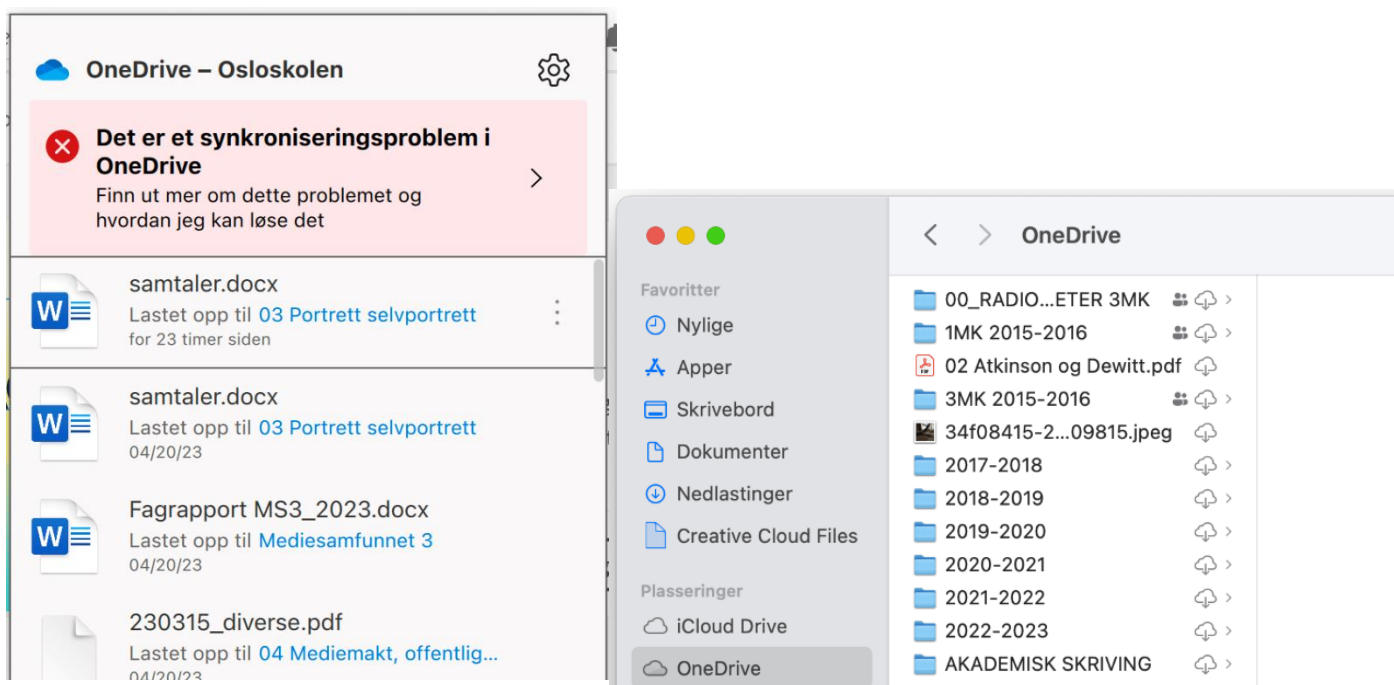 OneDrive – Osloskolen
Det er et synkroniseringsproblem i
OneDrive
Finn ut mer om dette problemet og
hvordan jeg kan løse det
samtaler.docx
Lastet opp til 03 Portrett selvportrett
for 23 timer siden
samtaler.docx
Lastet opp til 03 Portrett selvportrett
04/20/23
Fagrapport MS3_2023.docx
Lastet opp til Mediesamfunnet 3
04/20/23
230315_diverse.pdf
Lastet opp til 04 Mediemakt, offentlig...
04/20/23
OneDrive
Favoritter
Nylige
Apper
Skrivebord
Dokumenter
Nedlastinger
Creative Cloud Files
Plasseringer
iCloud Drive
OneDrive
00_RADIO...ETER 3MK
1MK 2015-2016
02 Atkinson og Dewitt.pdf
3MK 2015-2016
34f08415-2...09815.jpeg
2017-2018
2018-2019
2019-2020
2020-2021
2021-2022
2022-2023
AKADEMISK SKRIVING